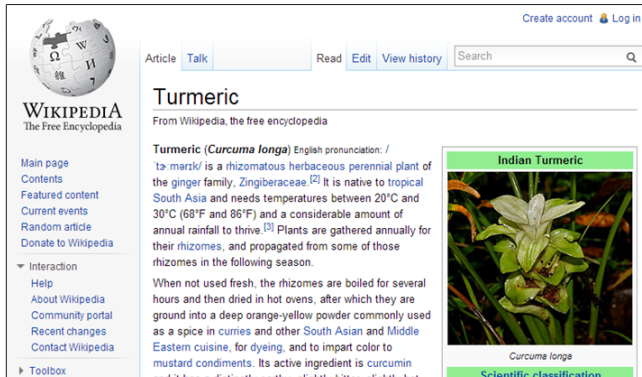 Create account Log in
WIKIPEDIA
The Free Encyclopedia
Article Talk Read Edit View history Search
Turmeric
From Wikipedia, the free encyclopedia
Main page
Contents
Featured content
Current events
Random article
Donate to Wikipedia
Interaction
Help
About Wikipedia
Community portal
Recent changes
Contact Wikipedia
Toolbox
Turmeric (Curcuma longa) English pronunciation: /
ˈtɜːmərɪk/ is a rhizomatous herbaceous perennial plant of
the ginger family, Zingiberaceae.[2] It is native to tropical
South Asia and needs temperatures between 20°C and
30°C (68°F and 86°F) and a considerable amount of
annual rainfall to thrive.[3] Plants are gathered annually for
their rhizomes, and propagated from some of those
rhizomes in the following season.
When not used fresh, the rhizomes are boiled for several
hours and then dried in hot ovens, after which they are
ground into a deep orange-yellow powder commonly used
as a spice in curries and other South Asian and Middle
Eastern cuisine, for dyeing, and to impart color to
mustard condiments. Its active ingredient is curcumin
Indian Turmeric
Curcuma longa
Scientific classification